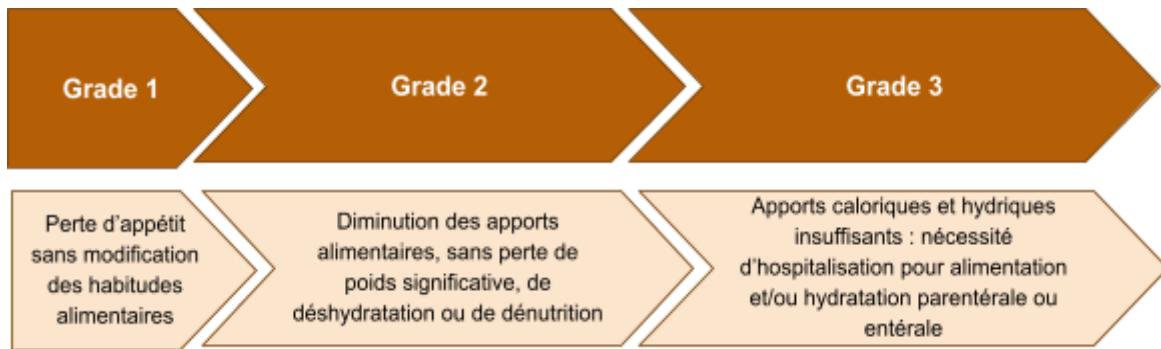 Grade 1
Grade 2
Grade 3
Perte d'appétit
sans modification
des habitudes
alimentaires
Diminution des apports
alimentaires, sans perte de
poids significative, de
déshydratation ou de dénutrition
Apports caloriques et hydriques
insuffisants : nécessité
d'hospitalisation pour alimentation
et/ou hydratation parentérale ou
entérale